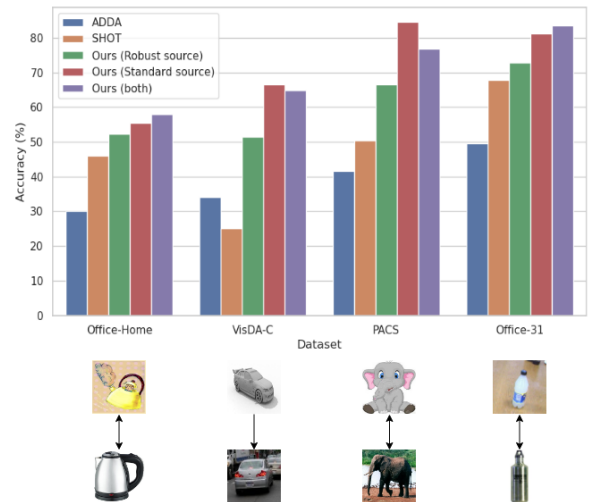 ADDA
SHOT
Ours (Robust source)
Ours (Standard source)
Ours (both)
Accuracy (%)
80
70
60
50
40
30
20
10
0
Office-Home VisDA-C PACS Office-31
Dataset